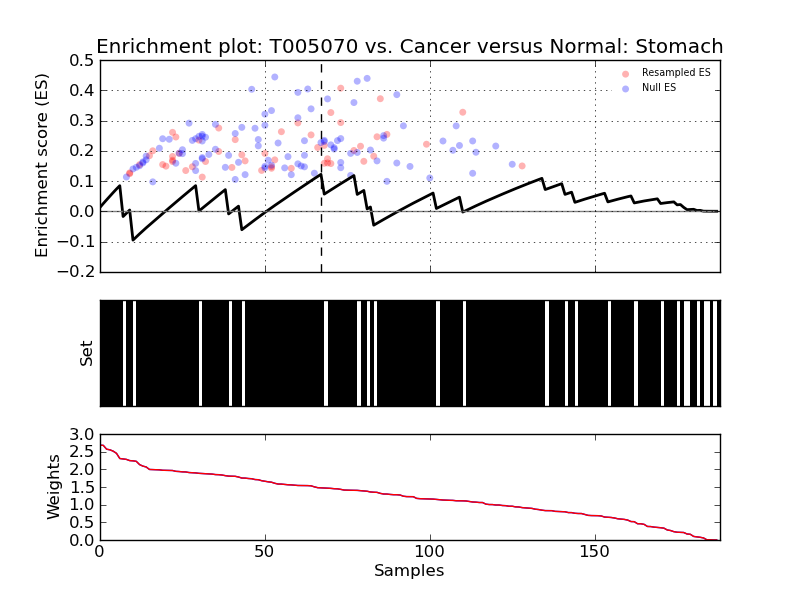 Enrichment plot: T005070 vs. Cancer versus Normal: Stomach
Enrichment score (ES)
0.5
0.4
0.3
0.2
0.1
0.0
−0.1
−0.2
Resampled ES
Null ES
Set
Weights
3.0
2.5
2.0
1.5
1.0
0.5
0.0
0 50 100 150
Samples